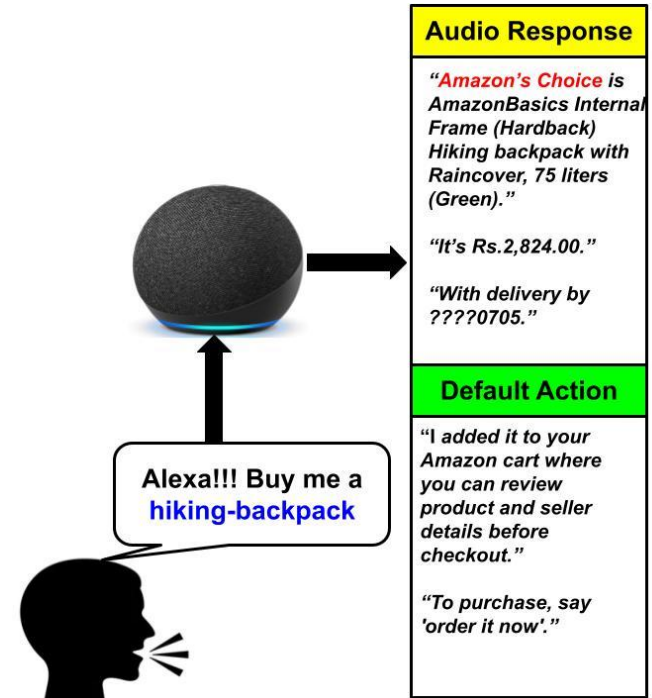 Audio Response
“Amazon’s Choice is
AmazonBasics Internal
Frame (Hardback)
Hiking backpack with
Raincover, 75 liters
(Green).”
“It’s Rs.2,824.00.”
“With delivery by
????0705.”
Default Action
“I added it to your
Amazon cart where
you can review
product and seller
details before
checkout.”
“To purchase, say
'order it now'.”
Alexa!!! Buy me a
hiking-backpack